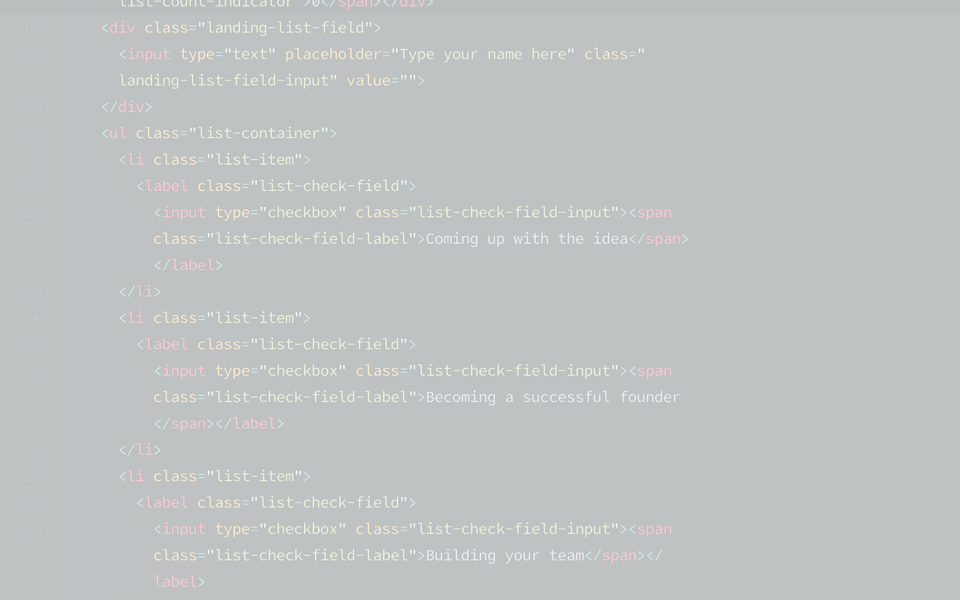 list-count-indicator">0</span></div>
<div class="landing-list-field">
<input type="text" placeholder="Type your name here" class="
landing-list-field-input" value="">
</div>
<ul class="list-container">
<li class="list-item">
<label class="list-check-field">
<input type="checkbox" class="list-check-field-input"><span
class="list-check-field-label">Coming up with the idea</span>
</label>
</li>
<li class="list-item">
<label class="list-check-field">
<input type="checkbox" class="list-check-field-input"><span
class="list-check-field-label">Becoming a successful founder
</span></label>
</li>
<li class="list-item">
<label class="list-check-field">
<input type="checkbox" class="list-check-field-input"><span
class="list-check-field-label">Building your team</span></
label>